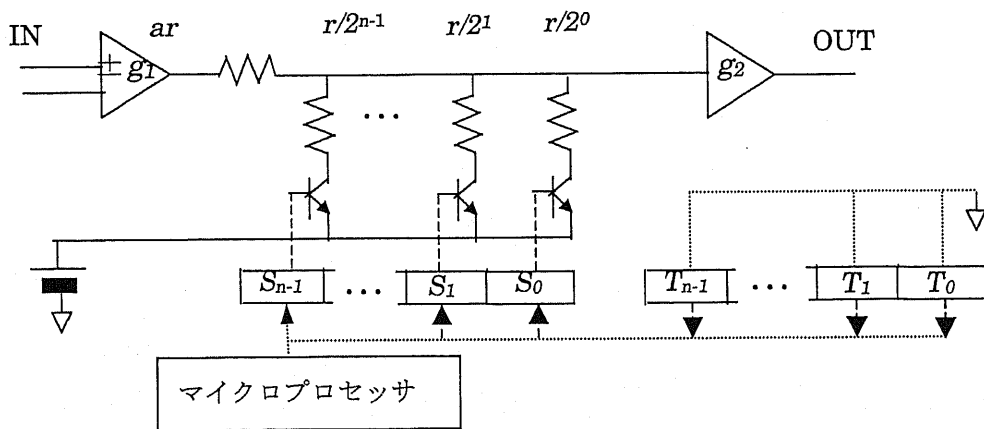 IN ar r/2ⁿ⁻¹ r/2¹ r/2⁰ OUT
+
−
g₁ g₂
...
Sₙ₋₁ ... S₁ S₀ Tₙ₋₁ ... T₁ T₀
マイクロプロセッサ